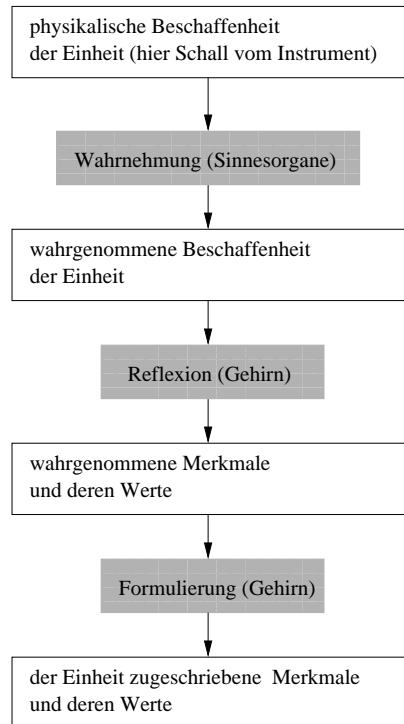 physikalische Beschaffenheit
der Einheit (hier Schall vom Instrument)
Wahrnehmung (Sinnesorgane)
wahrgenommene Beschaffenheit
der Einheit
Reflexion (Gehirn)
wahrgenommene Merkmale
und deren Werte
Formulierung (Gehirn)
der Einheit zugeschriebene Merkmale
und deren Werte